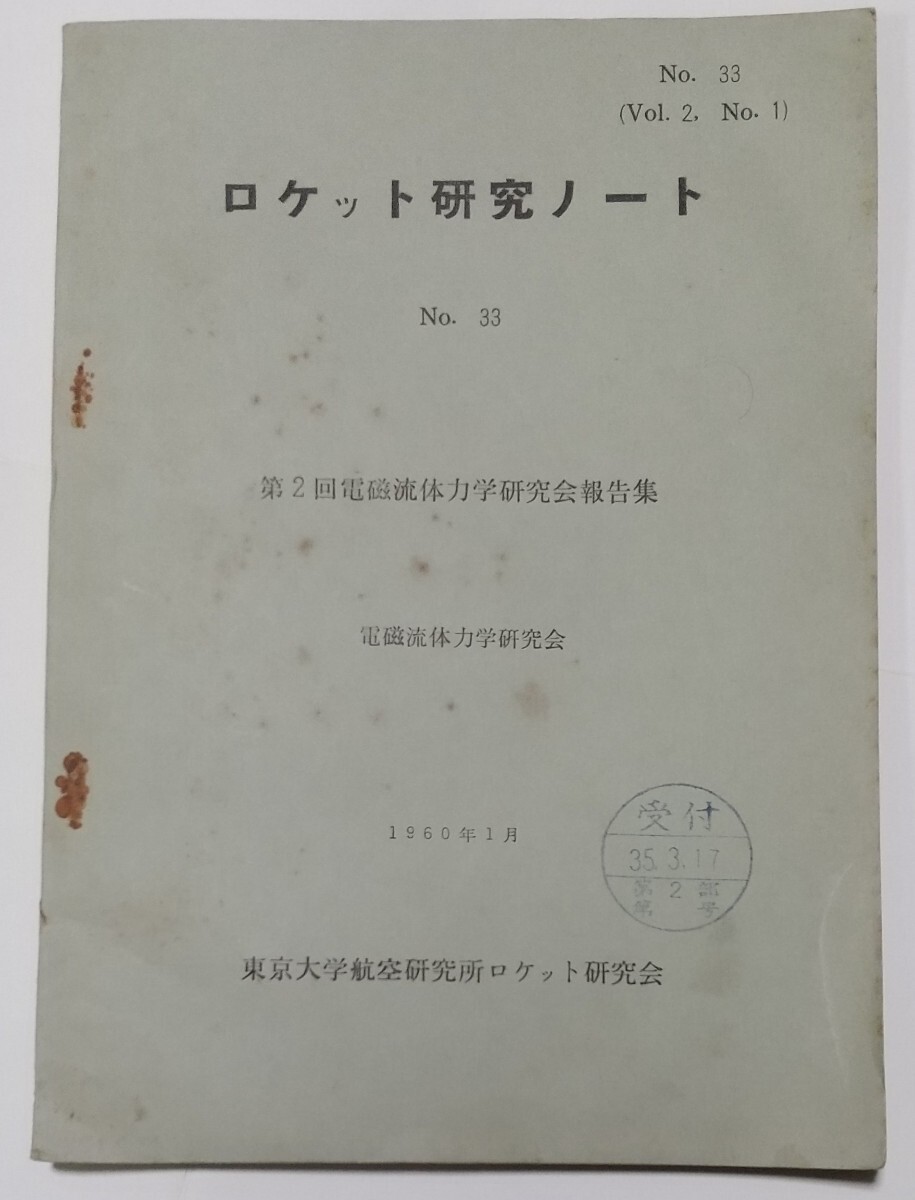 No. 33
(Vol. 2, No. 1)
ロケット研究ノート
No. 33
第2回電磁流体力学研究会報告集
電磁流体力学研究会
1960年1月
受付
35.3.17
第2部
第 号
東京大学航空研究所ロケット研究会